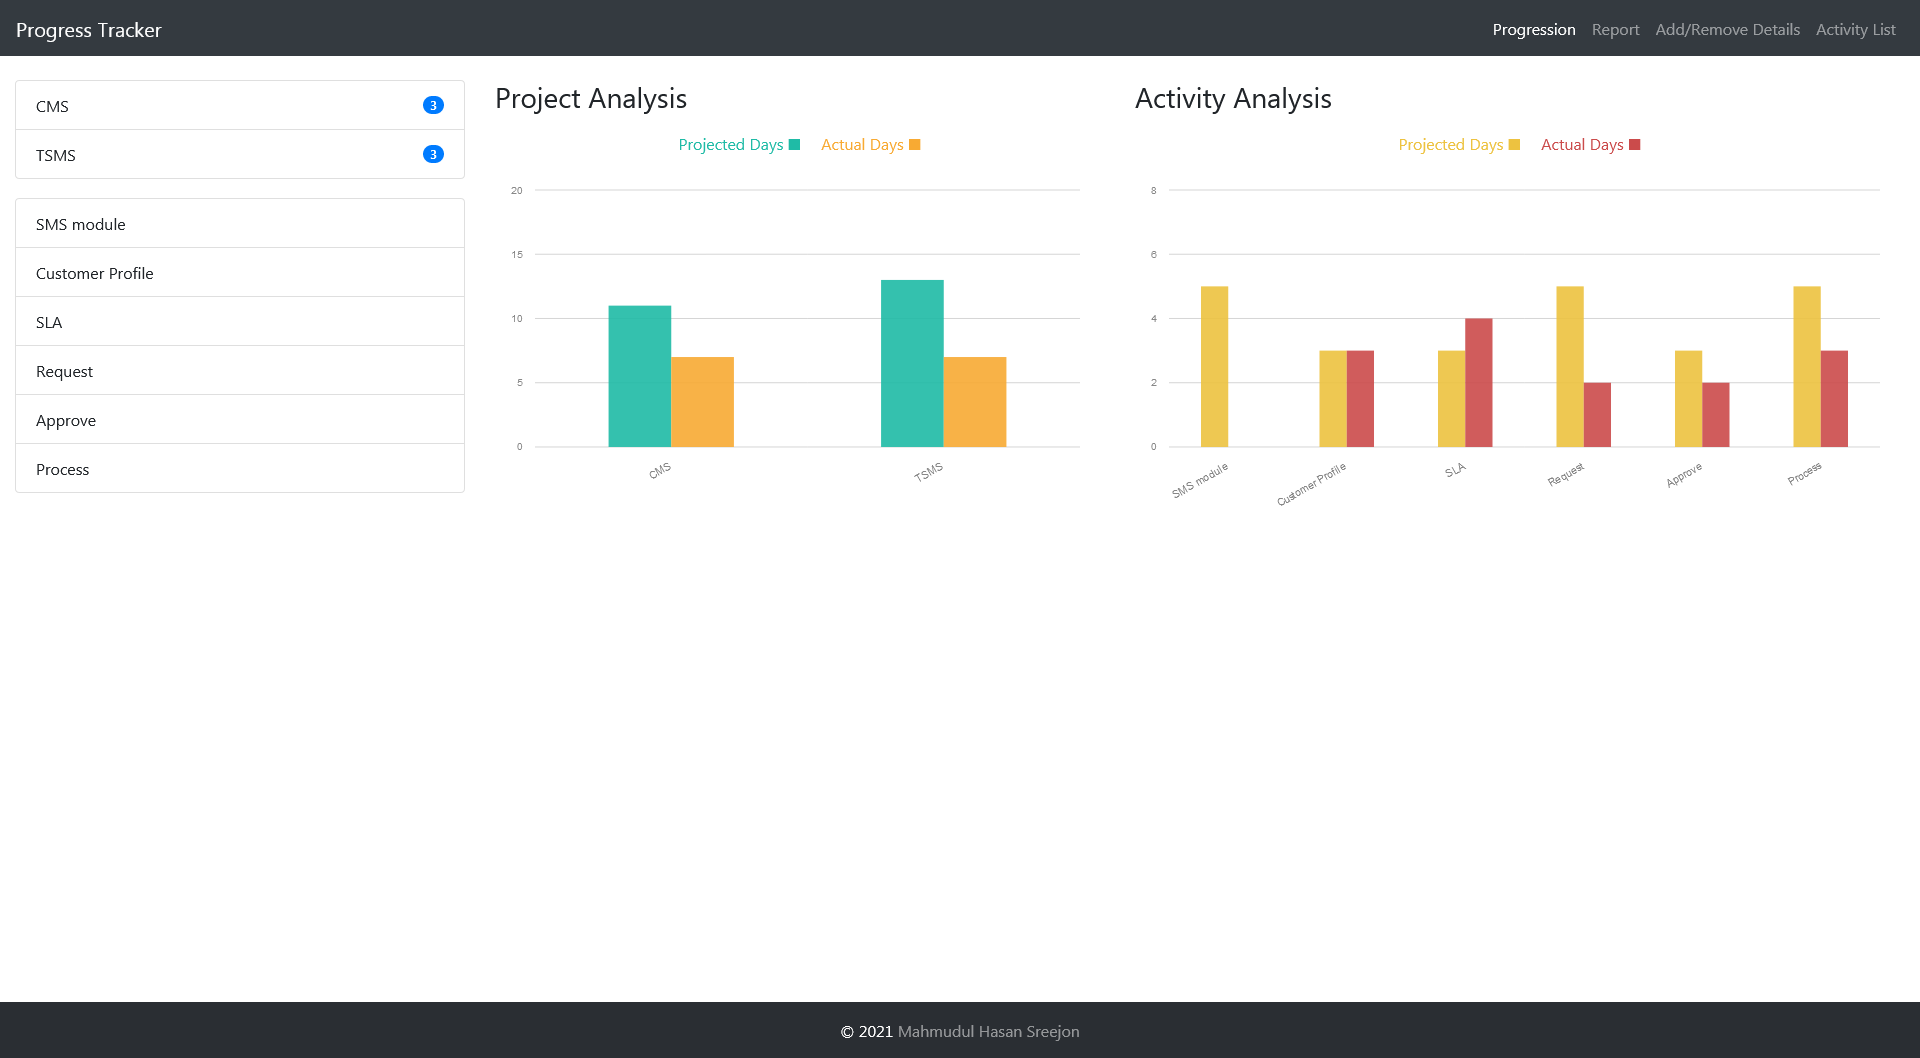 Progress Tracker
Progression Report Add/Remove Details Activity List
CMS 3
TSMS 3
SMS module
Customer Profile
SLA
Request
Approve
Process
Project Analysis
Projected Days Actual Days
20
15
10
5
0
CMS TSMS
Activity Analysis
Projected Days Actual Days
8
6
4
2
0
SMS module Customer Profile SLA Request Approve Process
© 2021 Mahmudul Hasan Sreejon